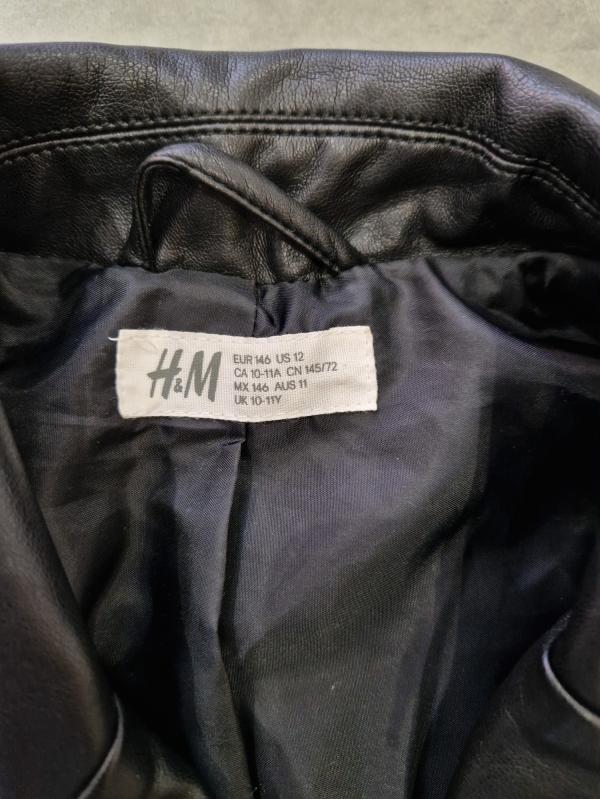 H&M
EUR 146 US 12
CA 10-11A CN 145/72
MX 146 AUS 11
UK 10-11Y